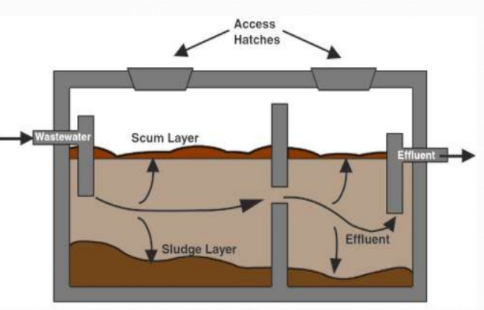 Access
Hatches
Wastewater
Scum Layer
Effluent
Effluent
Sludge Layer